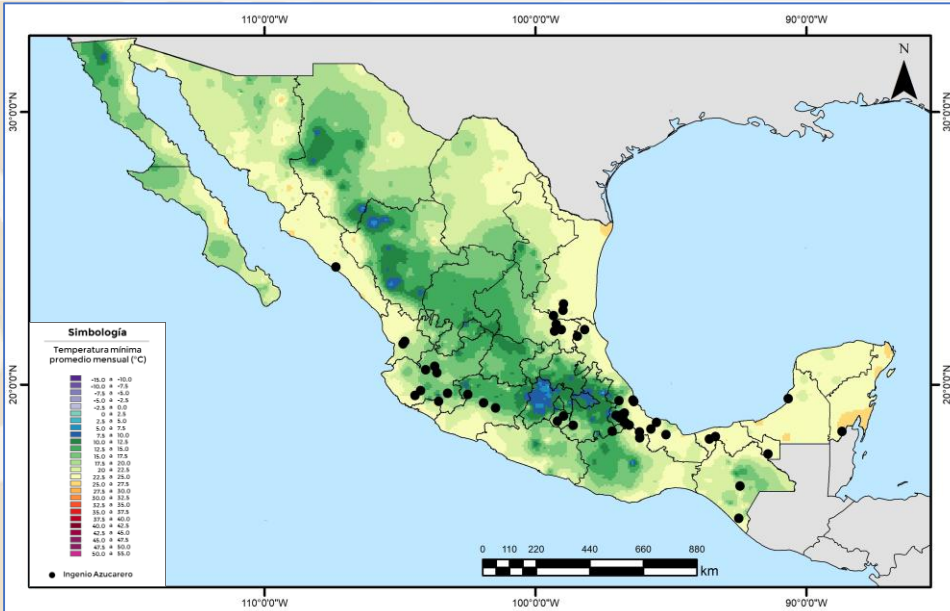 110°0'0"W 100°0'0"W 90°0'0"W
N
30°0'0"N 30°0'0"N
20°0'0"N 20°0'0"N
Simbología
Temperatura mínima
promedio mensual (°C)
-15.0 a -10.0
-10.0 a -7.5
-7.5 a -5.0
-5.0 a -2.5
-2.5 a 0.0
0 a 2.5
2.5 a 5.0
5.0 a 7.5
7.5 a 10.0
10.0 a 12.5
12.5 a 15.0
15.0 a 17.5
17.5 a 20.0
20 a 22.5
22.5 a 25.0
25.0 a 27.5
27.5 a 30.0
30.0 a 32.5
32.5 a 35.0
35.0 a 37.5
37.5 a 40.0
40.0 a 42.5
42.5 a 45.0
45.0 a 47.5
47.5 a 50.0
50.0 a 55.0
Ingenio Azucarero
0 110 220 440 660 880
km
110°0'0"W 100°0'0"W 90°0'0"W